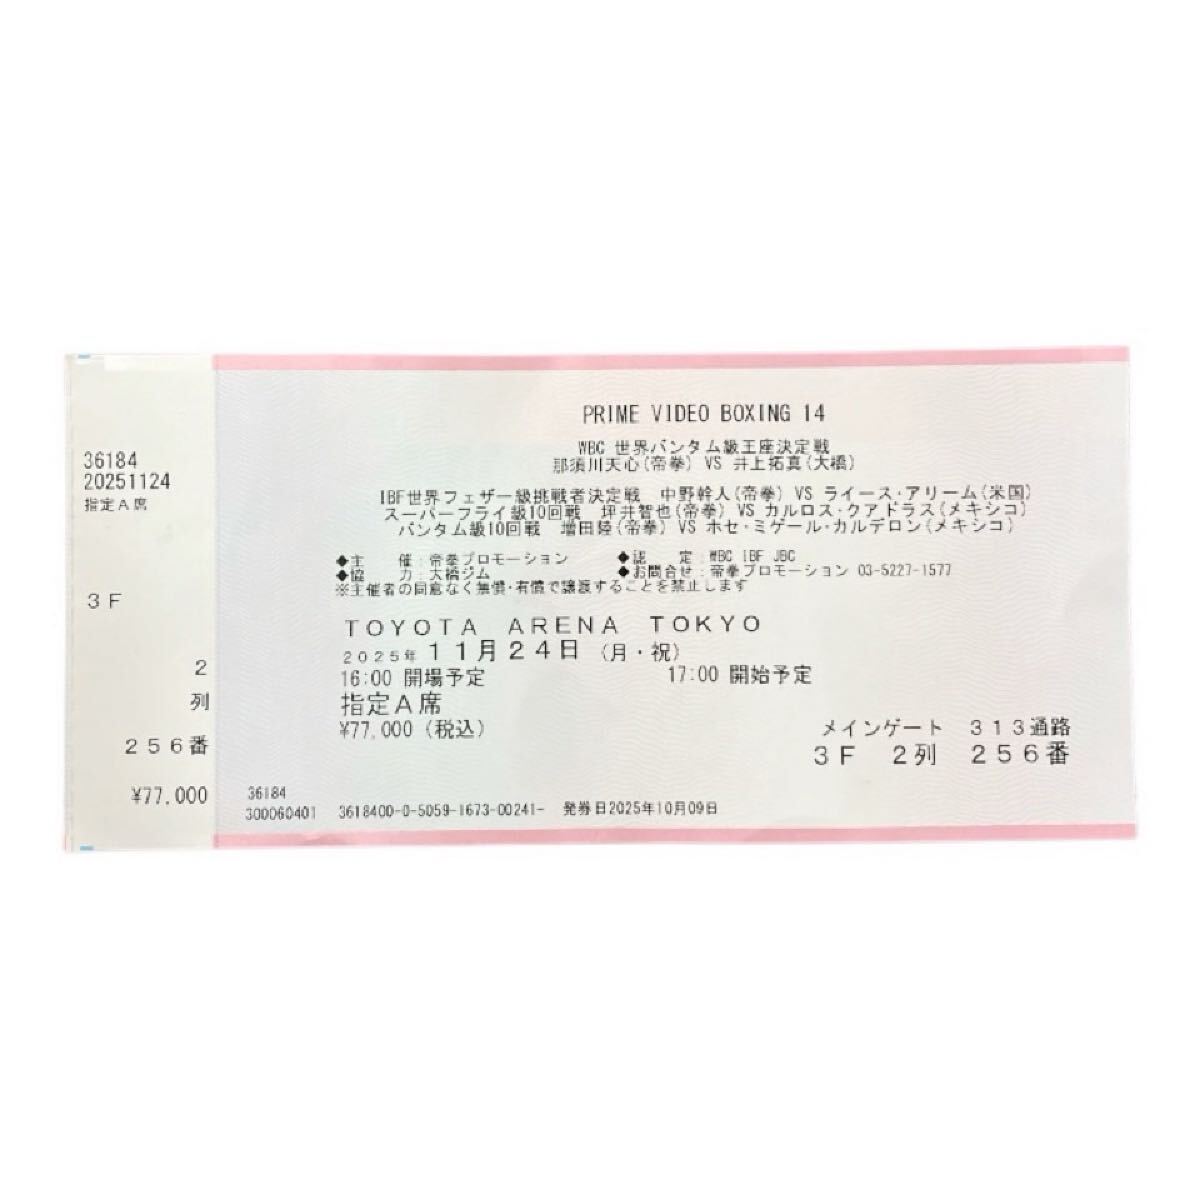 36184
20251124
指定A席
3F
2
列
256番
¥77,000
PRIME VIDEO BOXING 14
WBC 世界バンタム級王座決定戦
那須川天心(帝拳) VS 井上拓真(大橋)
IBF世界フェザー級挑戦者決定戦 中野幹人(帝拳) VS ライース・アリーム(米国)
スーパーフライ級10回戦 坪井智也(帝拳) VS カルロス・クアドラス(メキシコ)
バンタム級10回戦 増田陸(帝拳) VS ホセ・ミゲール・カルデロン(メキシコ)
◆主 催：帝拳プロモーション ◆認 定：WBC IBF JBC
◆協 力：大橋ジム ◆お問合せ：帝拳プロモーション 03-5227-1577
※主催者の同意なく無償・有償で譲渡することを禁止します
TOYOTA ARENA TOKYO
2025年 11月24日 (月・祝)
16:00 開場予定 17:00 開始予定
指定A席
¥77,000(税込)
メインゲート 313通路
3F 2列 256番
36184
300060401 3618400-0-5059-1673-00241- 発券日2025年10月09日